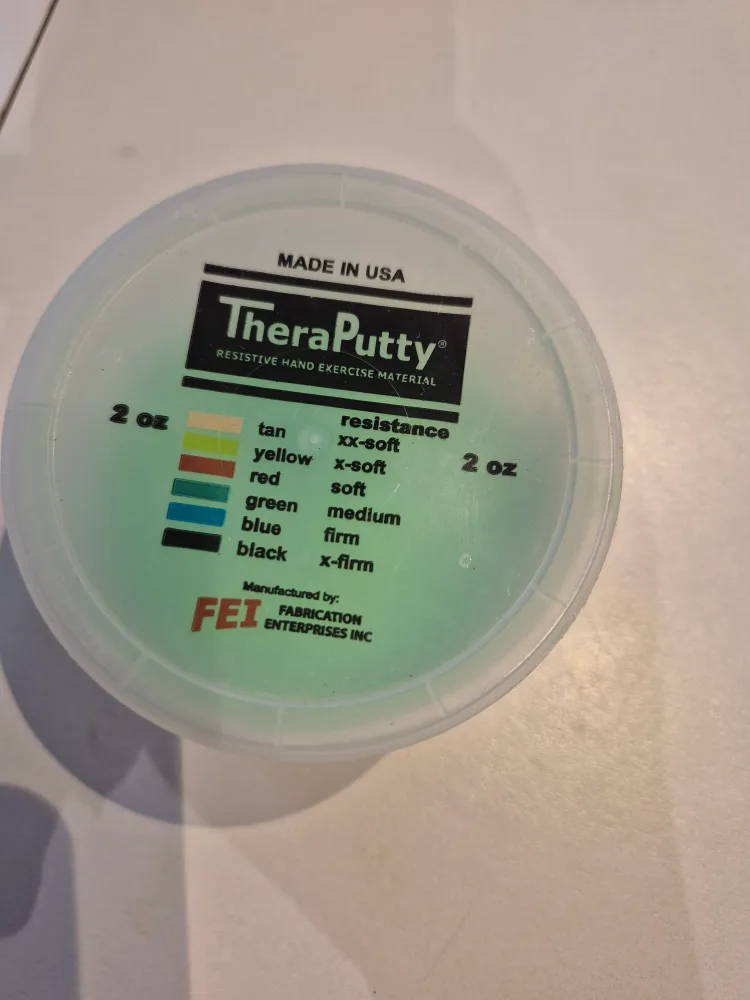 MADE IN USA
TheraPutty®
RESISTIVE HAND EXERCISE MATERIAL
2 oz
resistance
tan xx-soft
yellow x-soft
2 oz
red soft
green medium
blue firm
black x-firm
Manufactured by:
FEI FABRICATION
ENTERPRISES INC